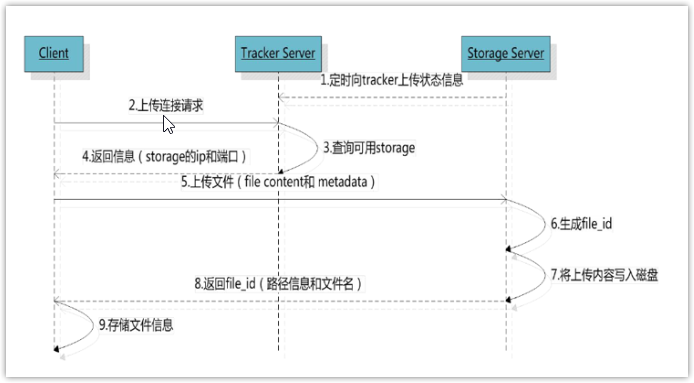 Client
Tracker Server
Storage Server
1.定时向tracker上传状态信息
2.上传连接请求
3.查询可用storage
4.返回信息（storage的ip和端口）
5.上传文件（file content和 metadata）
6.生成file_id
7.将上传内容写入磁盘
8.返回file_id（路径信息和文件名）
9.存储文件信息